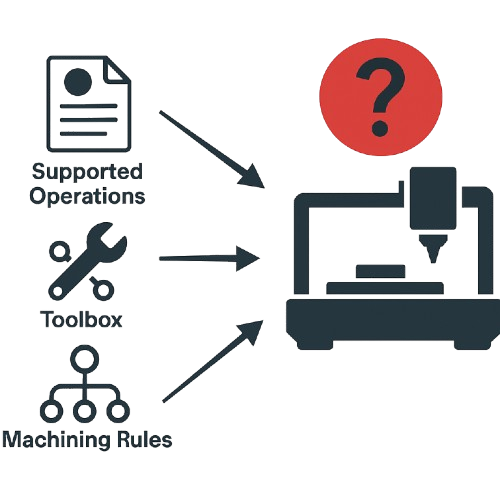 ?
Supported
Operations
Toolbox
Machining Rules